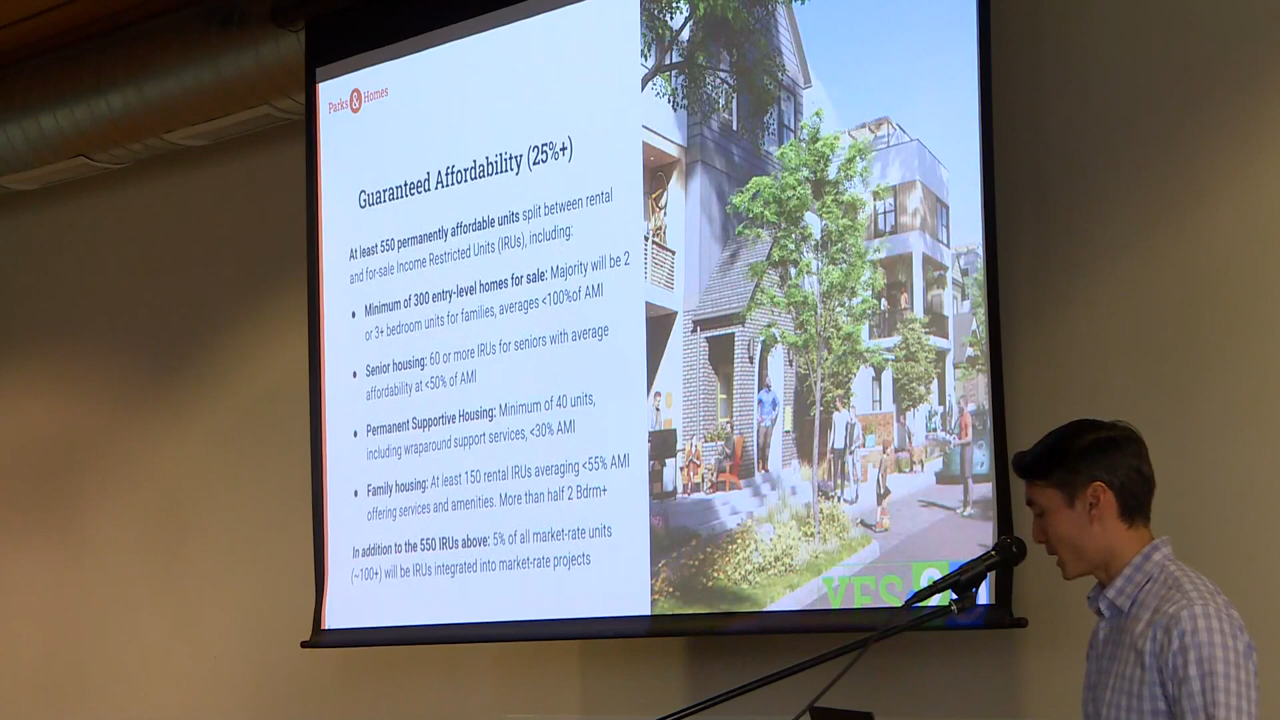 Parks & Homes
Guaranteed Affordability (25%+)
At least 550 permanently affordable units split between rental
and for-sale Income Restricted Units (IRUs), including:
• Minimum of 300 entry-level homes for sale: Majority will be 2
or 3+ bedroom units for families, averages <100%of AMI
• Senior housing: 60 or more IRUs for seniors with average
affordability at <50% of AMI
• Permanent Supportive Housing: Minimum of 40 units,
including wraparound support services, <30% AMI
• Family housing: At least 150 rental IRUs averaging <55% AMI
offering services and amenities. More than half 2 Bdrm+
In addition to the 550 IRUs above: 5% of all market-rate units
(~100+) will be IRUs integrated into market-rate projects
YES